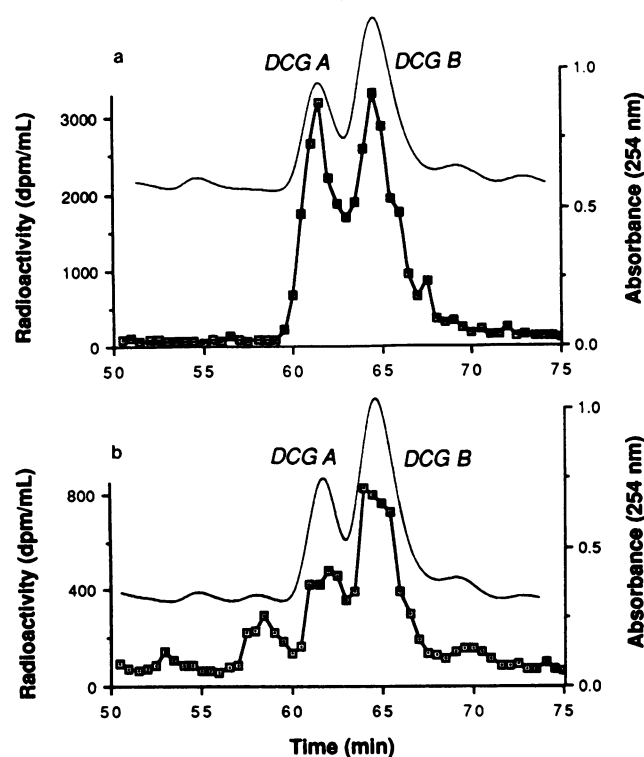 a
DCG A
DCG B
Radioactivity (dpm/mL)
3000
2000
1000
0
1.0
0.5
0.0
Absorbance (254 nm)
50 55 60 65 70 75
b
DCG A
DCG B
Radioactivity (dpm/mL)
800
400
0
1.0
0.5
0.0
Absorbance (254 nm)
50 55 60 65 70 75
Time (min)